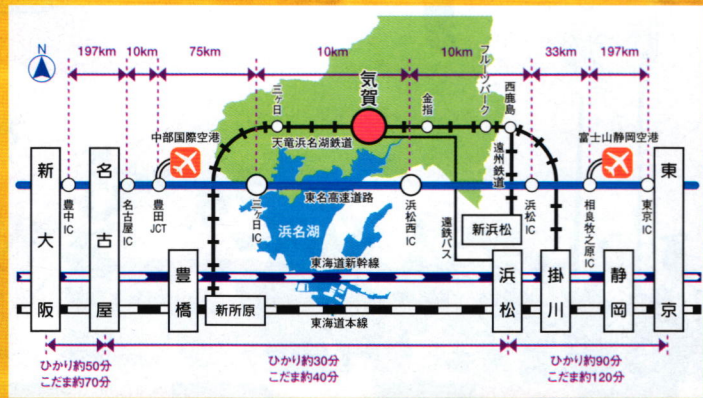 N
197km
10km
75km
10km
10km
33km
197km
三ヶ日
気賀
金指
フルーツパーク
西鹿島
天竜浜名湖鉄道
遠州鉄道
中部国際空港
富士山静岡空港
新大阪
豊中IC
名古屋
名古屋IC
豊田JCT
三ヶ日IC
東名高速道路
浜松西IC
浜松IC
相良牧之原IC
東京IC
東京
浜名湖
遠鉄バス
新浜松
豊橋
新所原
東海道新幹線
東海道本線
浜松
掛川
静岡
ひかり約50分
こだま約70分
ひかり約30分
こだま約40分
ひかり約90分
こだま約120分